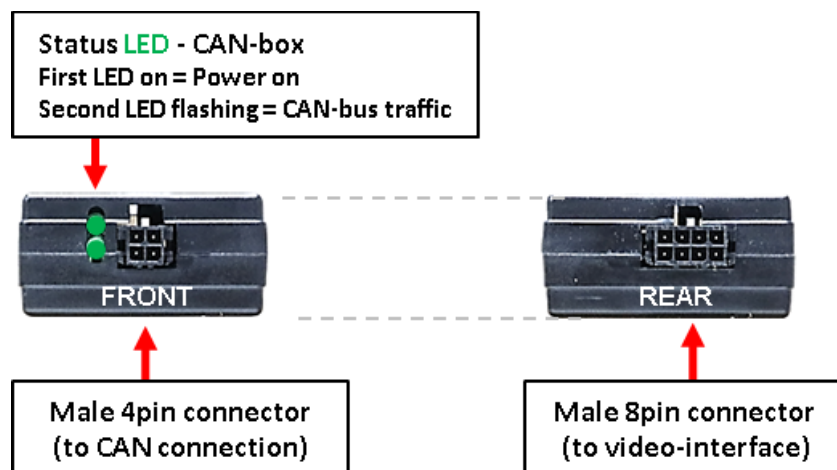 Status LED - CAN-box
First LED on = Power on
Second LED flashing = CAN-bus traffic
FRONT
REAR
Male 4pin connector
(to CAN connection)
Male 8pin connector
(to video-interface)